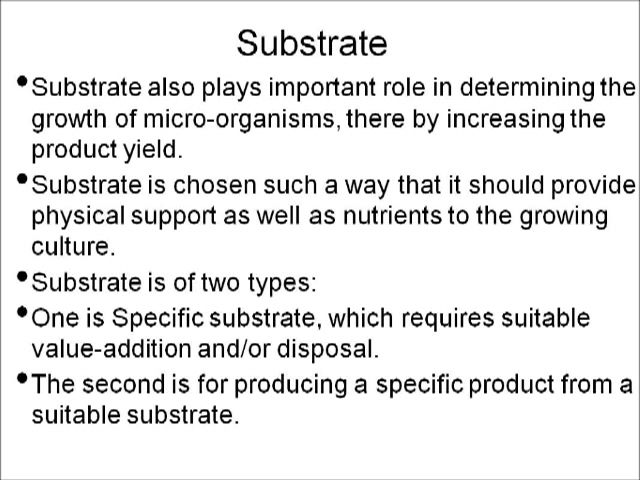 Substrate
•Substrate also plays important role in determining the
growth of micro-organisms, there by increasing the
product yield.
•Substrate is chosen such a way that it should provide
physical support as well as nutrients to the growing
culture.
•Substrate is of two types:
•One is Specific substrate, which requires suitable
value-addition and/or disposal.
•The second is for producing a specific product from a
suitable substrate.